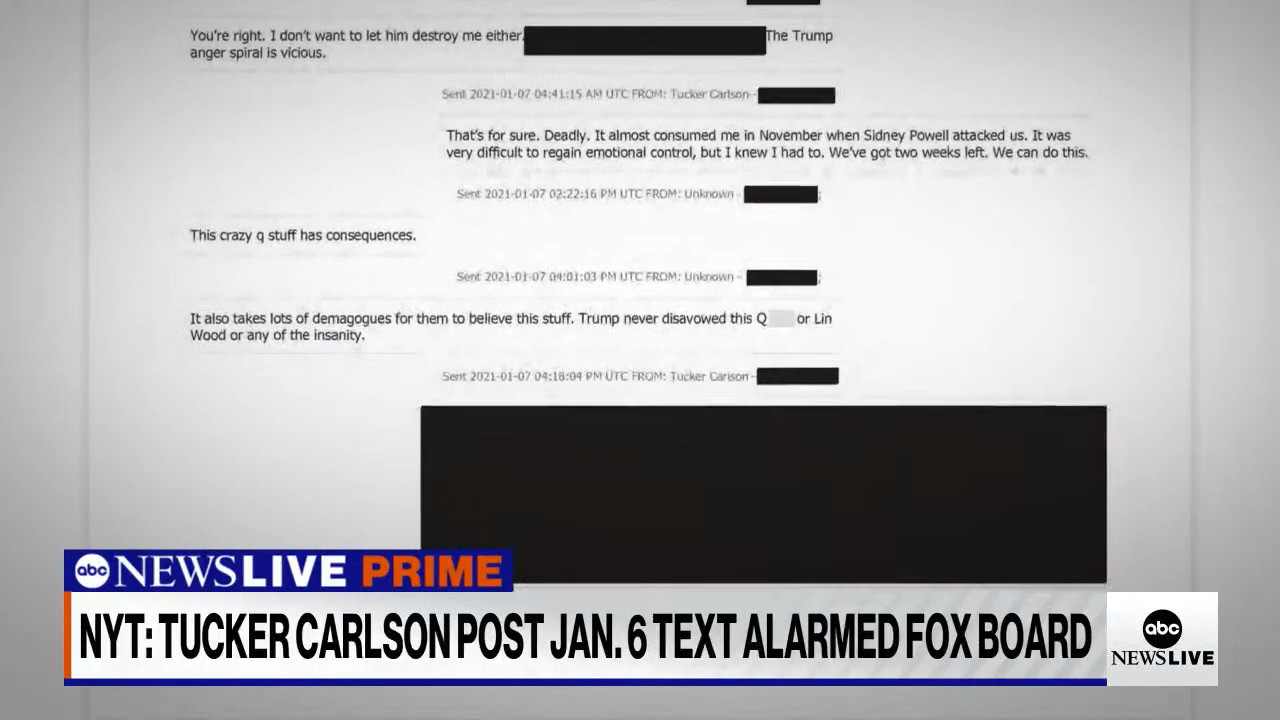 You're right. I don't want to let him destroy me either. The Trump
anger spiral is vicious.
Sent 2021-01-07 04:41:15 AM UTC FROM: Tucker Carlson -
That's for sure. Deadly. It almost consumed me in November when Sidney Powell attacked us. It was
very difficult to regain emotional control, but I knew I had to. We've got two weeks left. We can do this.
Sent 2021-01-07 02:22:16 PM UTC FROM: Unknown - ;
This crazy q stuff has consequences.
Sent 2021-01-07 04:01:03 PM UTC FROM: Unknown - ;
It also takes lots of demagogues for them to believe this stuff. Trump never disavowed this Q or Lin
Wood or any of the insanity.
Sent 2021-01-07 04:18:04 PM UTC FROM: Tucker Carlson -
abc NEWS LIVE PRIME
NYT: TUCKER CARLSON POST JAN. 6 TEXT ALARMED FOX BOARD
abc
NEWS LIVE